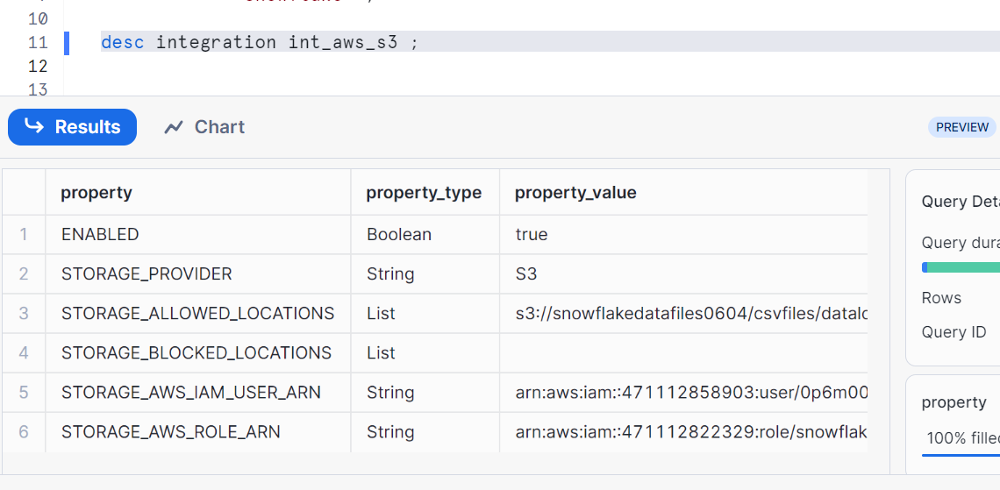 10
11 desc integration int_aws_s3 ;
12
13
Results Chart PREVIEW
property property_type property_value
1 ENABLED Boolean true
2 STORAGE_PROVIDER String S3
3 STORAGE_ALLOWED_LOCATIONS List s3://snowflakedatafiles0604/csvfiles/datalo
4 STORAGE_BLOCKED_LOCATIONS List
5 STORAGE_AWS_IAM_USER_ARN String arn:aws:iam::471112858903:user/0p6m00
6 STORAGE_AWS_ROLE_ARN String arn:aws:iam::471112822329:role/snowflak
Query Deta
Query dura
Rows
Query ID
property
100% fille